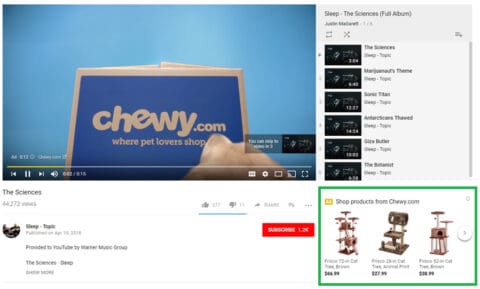 chewy.com
where pet lovers shop
You can skip to
video in 3
Ad · 0:13
Chewy.com
0:02 / 0:15
The Sciences
44,272 views
277
11
SHARE
Sleep - Topic
Published on Apr 19, 2018
SUBSCRIBE 1.2K
Provided to YouTube by Warner Music Group
The Sciences · Sleep
SHOW MORE
Sleep - The Sciences (Full Album)
Justin MaGarett - 1 / 6
The Sciences
Sleep - Topic
3:04
Marijuanaut's Theme
Sleep - Topic
6:40
Sonic Titan
Sleep - Topic
12:27
Antarcticans Thawed
Sleep - Topic
14:24
Giza Butler
Sleep - Topic
10:03
The Botanist
Sleep - Topic
Ad
Shop products from Chewy.com
Frisco 72-in Cat
Tree, Brown
$66.99
Frisco 28-in Cat
Tree, Animal Print
$37.99
Frisco 52-in Cat
Tree, Brown
$38.99